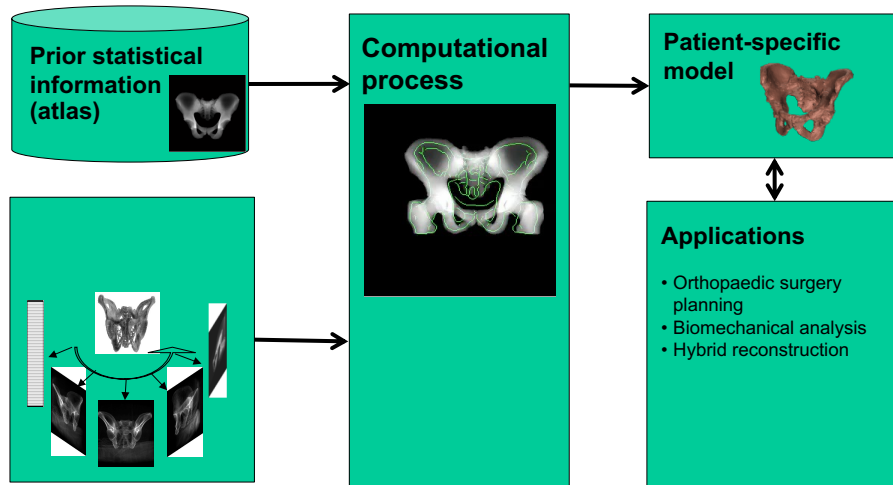 Prior statistical
information
(atlas)
Computational
process
Patient-specific
model
Applications
• Orthopaedic surgery
planning
• Biomechanical analysis
• Hybrid reconstruction